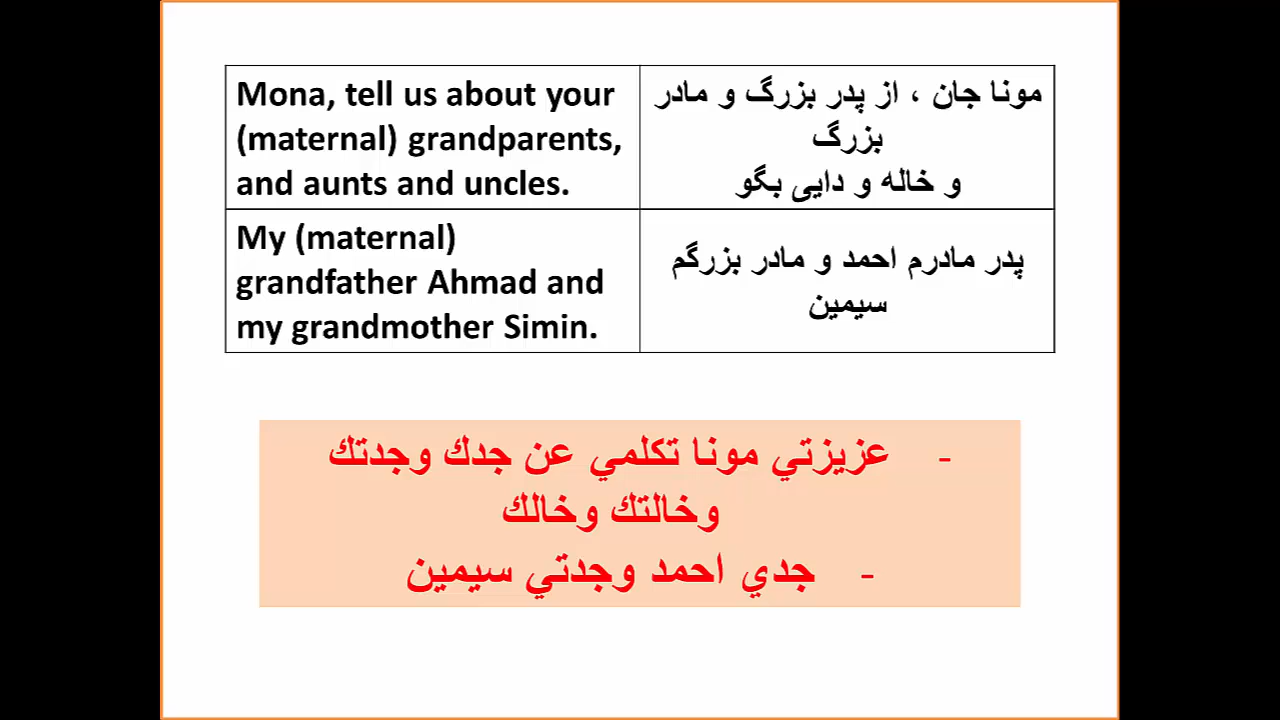 Mona, tell us about your
(maternal) grandparents,
and aunts and uncles.
مونا جان ، از پدر بزرگ و مادر
بزرگ
و خاله و دایی بگو
My (maternal)
grandfather Ahmad and
my grandmother Simin.
پدر مادرم احمد و مادر بزرگم
سیمین
- عزيزتي مونا تكلمي عن جدك وجدتك
وخالتك وخالك
- جدي احمد وجدتي سيمين